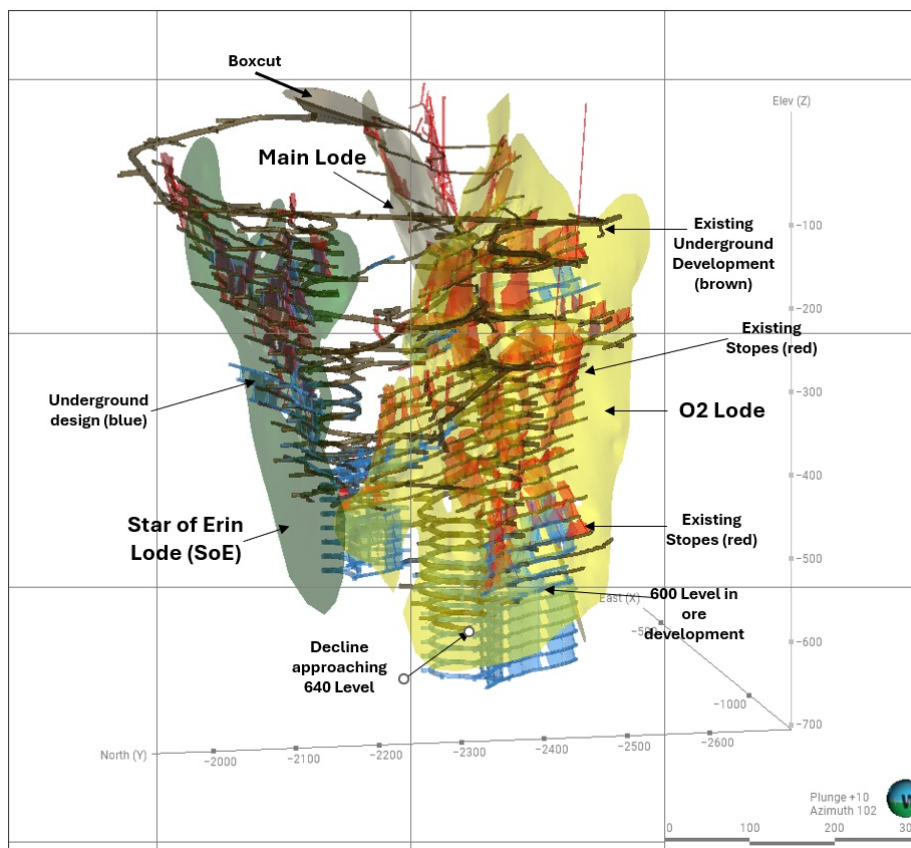 Boxcut
Elev (Z)
Main Lode
-100
Existing
Underground
Development
(brown)
-200
Existing
Stopes (red)
-300
Underground
design (blue)
O2 Lode
-400
Star of Erin
Lode (SoE)
Existing
Stopes (red)
-500
East (X)
600 Level in
ore
development
-500
-600
Decline
approaching
640 Level
-1000
-700
North (Y)
-2000
-2100
-2200
-2300
-2400
-2500
-2600
Plunge +10
Azimuth 102
0
100
200